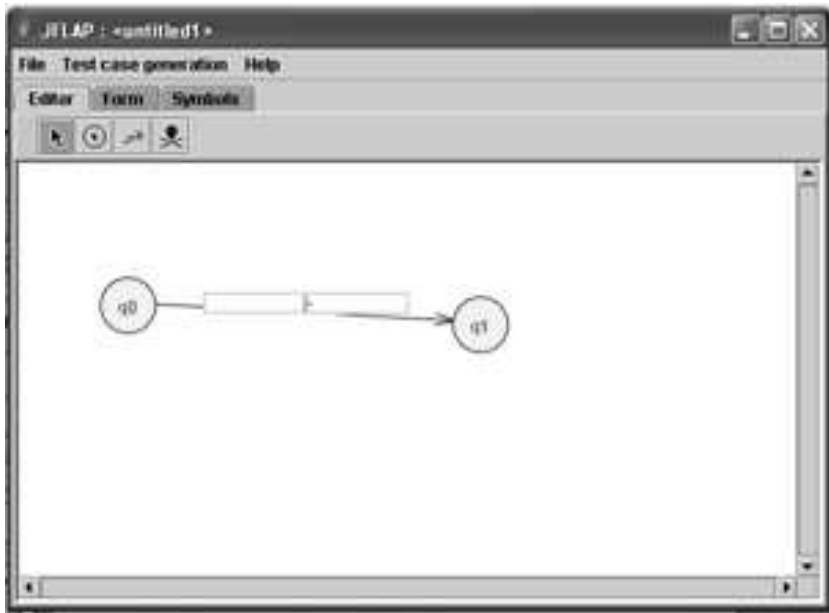 JFLAP : <untitled1>
File Test case generation Help
Editor Form Symbols
q0
q1